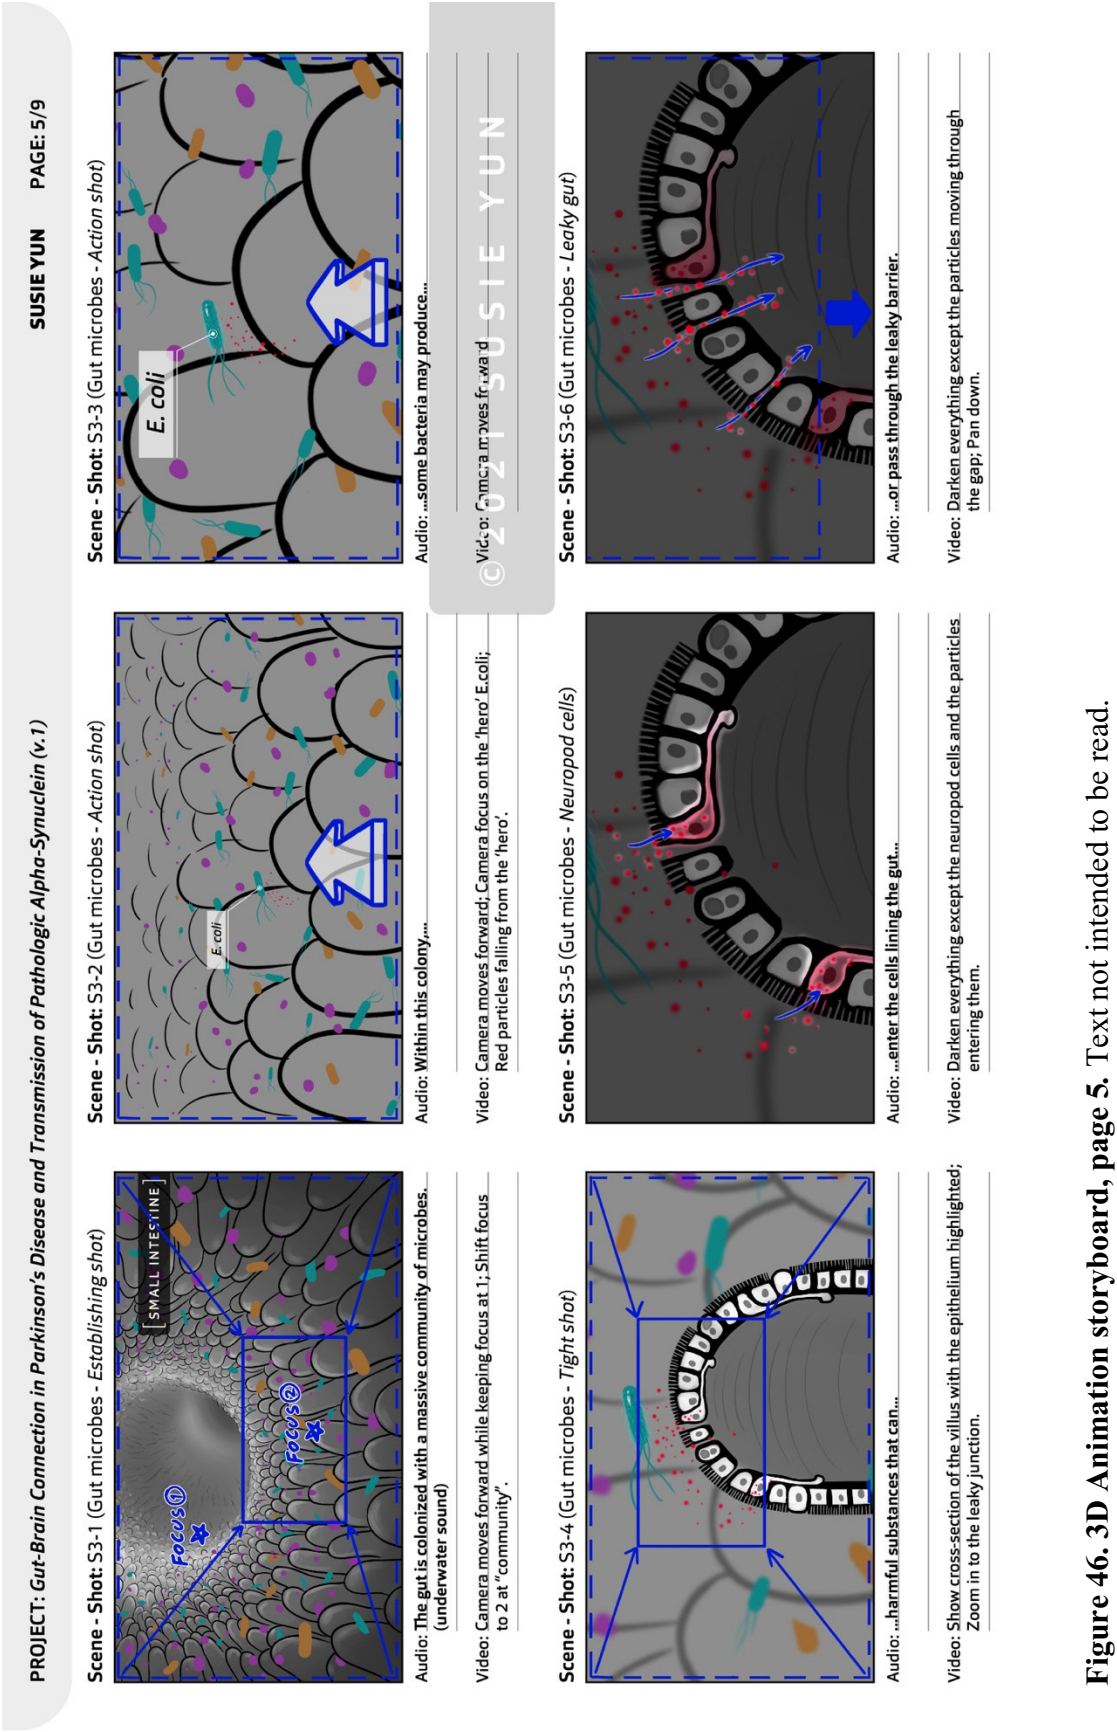 PROJECT: Gut-Brain Connection in Parkinson's Disease and Transmission of Pathologic Alpha-Synuclein (v.1)
SUSIE YUN
PAGE: 5/9
Scene - Shot: S3-1 (Gut microbes - Establishing shot)
[ SMALL INTESTINE ]
FOCUS①
FOCUS②
Audio: The gut is colonized with a massive community of microbes.
(underwater sound)
Video: Camera moves forward while keeping focus at 1; Shift focus
to 2 at "community".
Scene - Shot: S3-2 (Gut microbes - Action shot)
E. coli
Audio: Within this colony,...
Video: Camera moves forward; Camera focus on the 'hero' E.coli;
Red particles falling from the 'hero'.
Scene - Shot: S3-3 (Gut microbes - Action shot)
E. coli
Audio: ...some bacteria may produce...
Video: Camera moves forward
© 2021 SUSIE YUN
Scene - Shot: S3-4 (Gut microbes - Tight shot)
Audio: ...harmful substances that can...
Video: Show cross-section of the villus with the epithelium highlighted;
Zoom in to the leaky junction.
Scene - Shot: S3-5 (Gut microbes - Neuropod cells)
Audio: ...enter the cells lining the gut...
Video: Darken everything except the neuropod cells and the particles
entering them.
Scene - Shot: S3-6 (Gut microbes - Leaky gut)
Audio: ...or pass through the leaky barrier.
Video: Darken everything except the particles moving through
the gap; Pan down.
Figure 46. 3D Animation storyboard, page 5. Text not intended to be read.